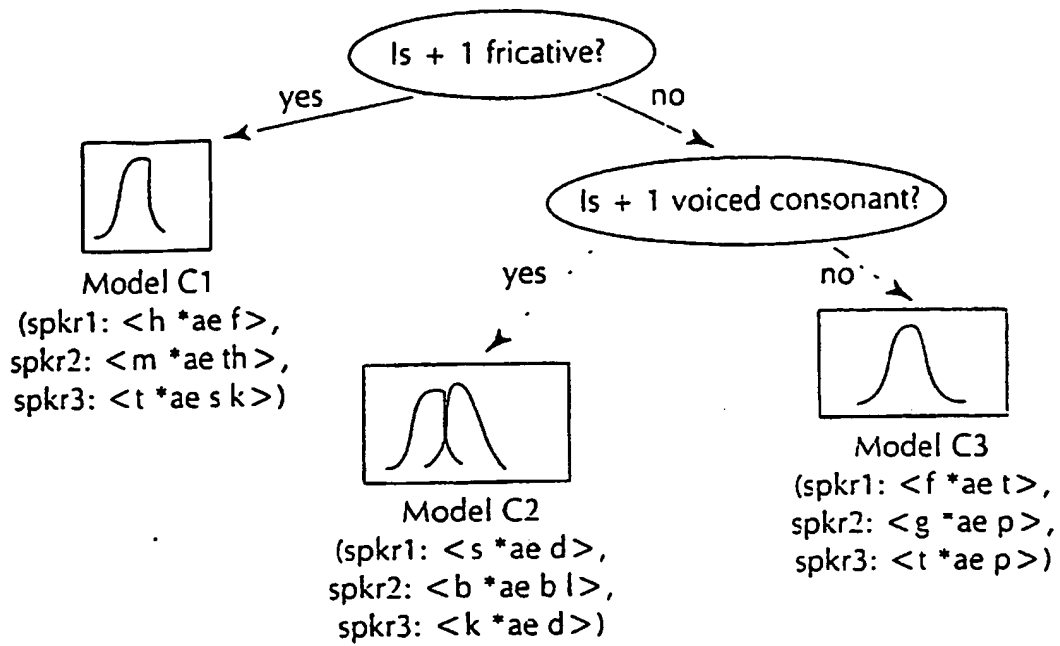 Is + 1 fricative?
yes
no
Is + 1 voiced consonant?
Model C1
(spkr1: <h *ae f>,
spkr2: <m *ae th>,
spkr3: <t *ae s k>)
yes
no
Model C2
(spkr1: <s *ae d>,
spkr2: <b *ae b l>,
spkr3: <k *ae d>)
Model C3
(spkr1: <f *ae t>,
spkr2: <g *ae p>,
spkr3: <t *ae p>)